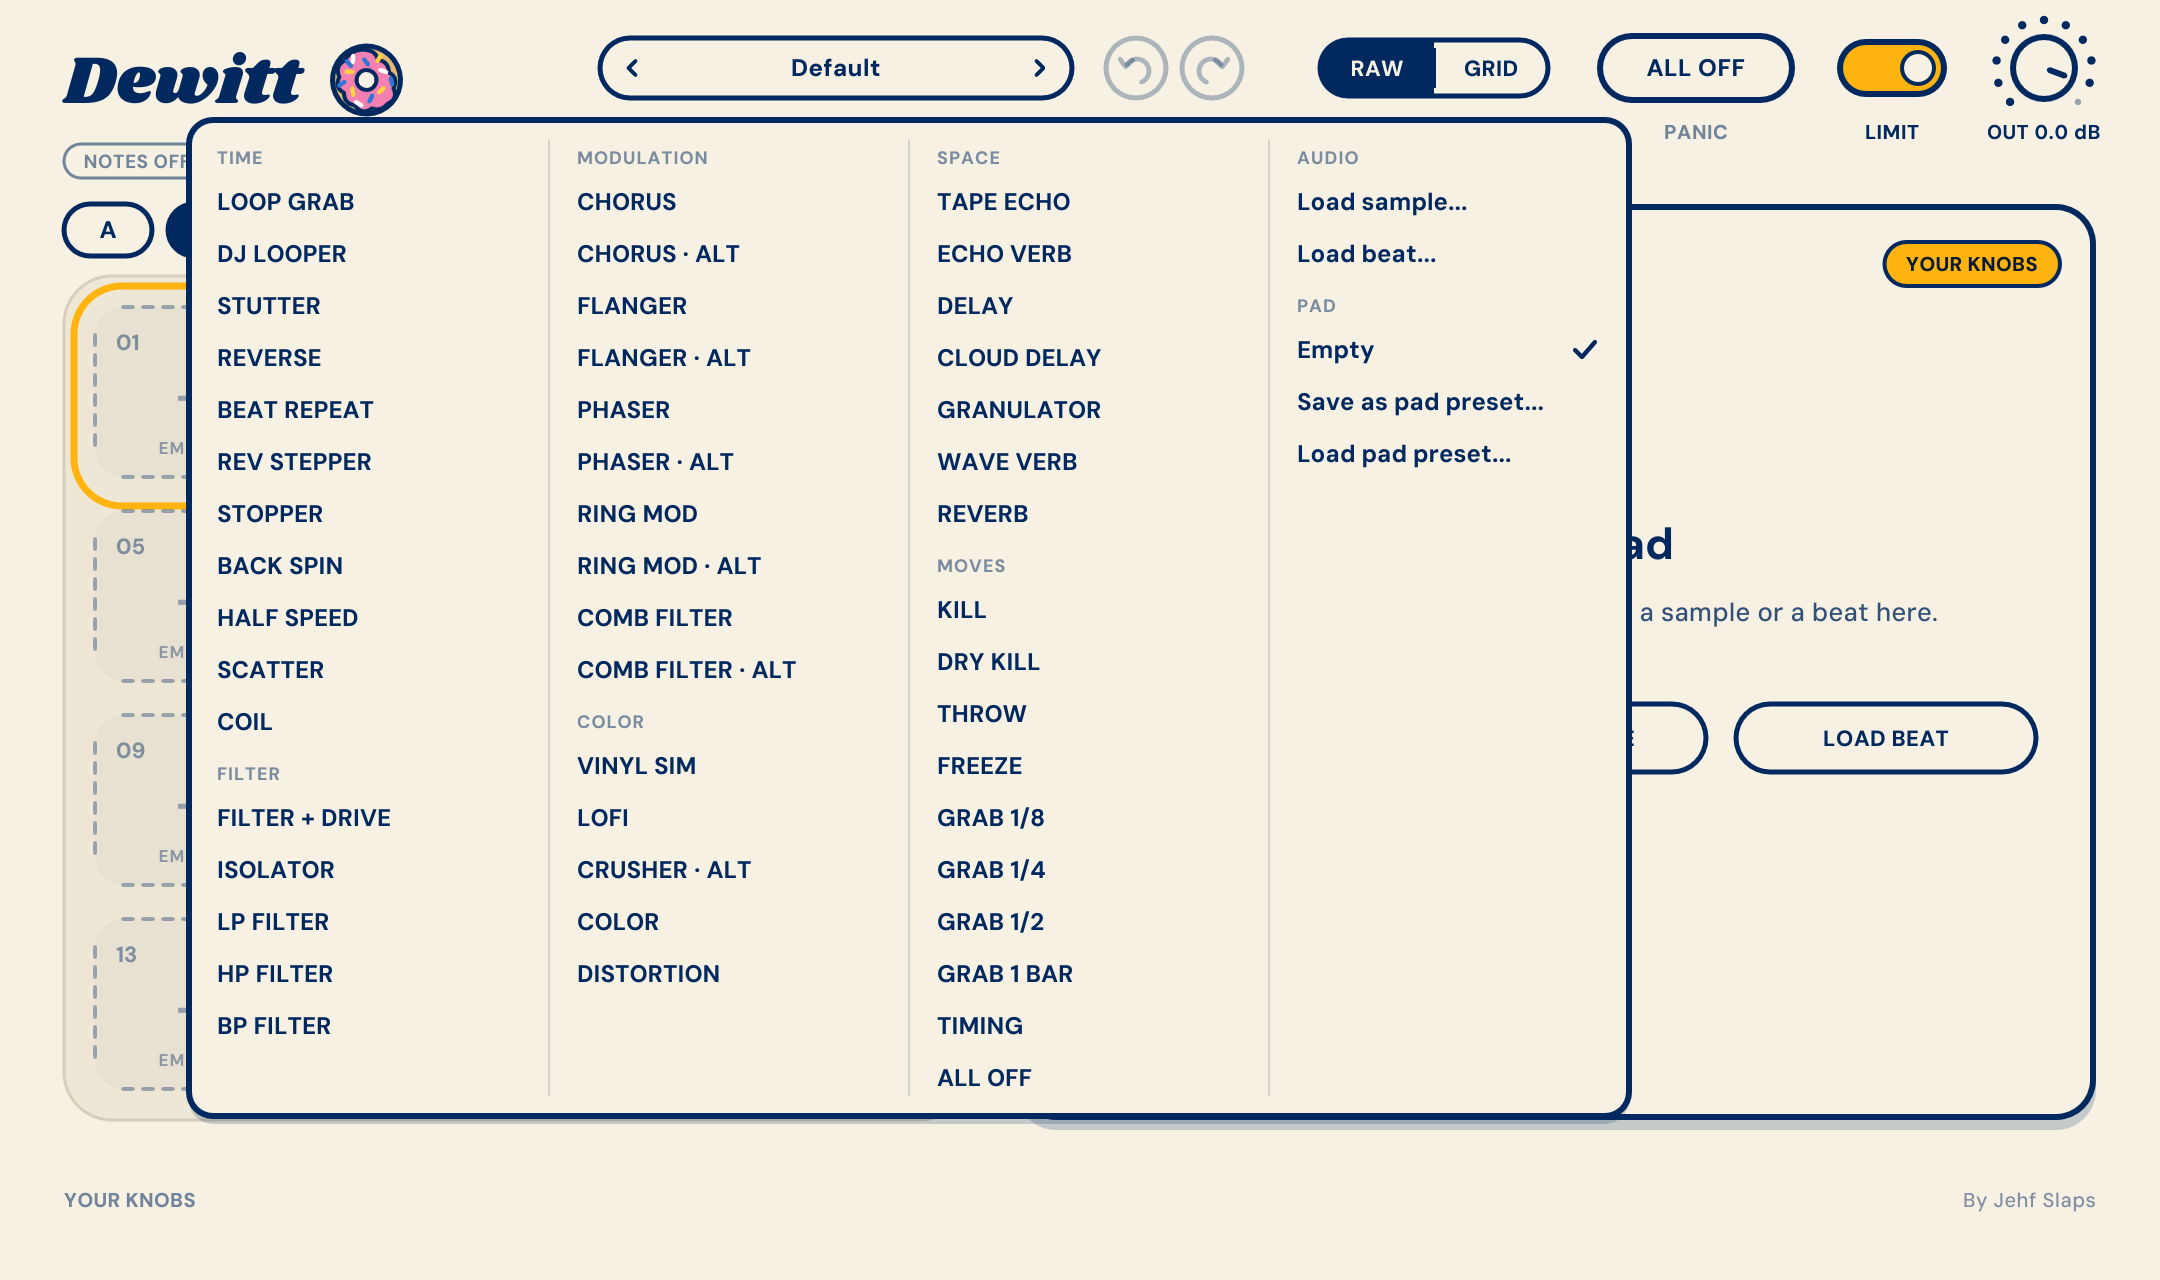 Dewitt
Default
RAW
GRID
ALL OFF
PANIC
LIMIT
OUT 0.0 dB
NOTES OFF
A
YOUR KNOBS
01
05
09
13
TIME
LOOP GRAB
DJ LOOPER
STUTTER
REVERSE
BEAT REPEAT
REV STEPPER
STOPPER
BACK SPIN
HALF SPEED
SCATTER
COIL
FILTER
FILTER + DRIVE
ISOLATOR
LP FILTER
HP FILTER
BP FILTER
MODULATION
CHORUS
CHORUS · ALT
FLANGER
FLANGER · ALT
PHASER
PHASER · ALT
RING MOD
RING MOD · ALT
COMB FILTER
COMB FILTER · ALT
COLOR
VINYL SIM
LOFI
CRUSHER · ALT
COLOR
DISTORTION
SPACE
TAPE ECHO
ECHO VERB
DELAY
CLOUD DELAY
GRANULATOR
WAVE VERB
REVERB
MOVES
KILL
DRY KILL
THROW
FREEZE
GRAB 1/8
GRAB 1/4
GRAB 1/2
GRAB 1 BAR
TIMING
ALL OFF
AUDIO
Load sample...
Load beat...
PAD
Empty
Save as pad preset...
Load pad preset...
a sample or a beat here.
LOAD BEAT
YOUR KNOBS
By Jehf Slaps